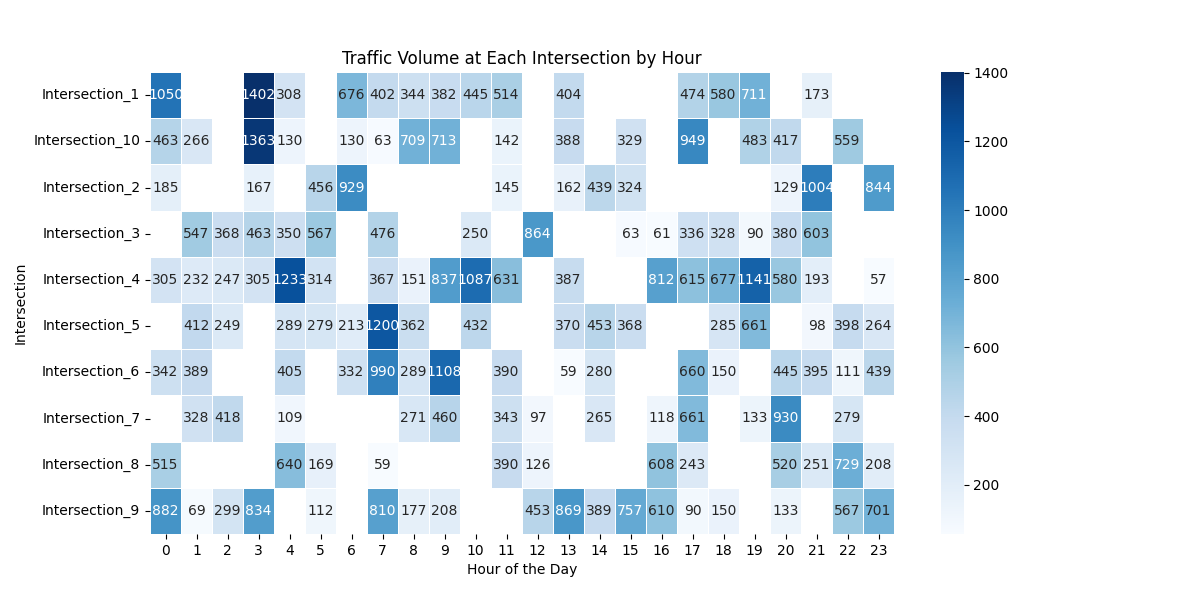 Traffic Volume at Each Intersection by Hour
Intersection
Intersection_1 1050 1402 308 676 402 344 382 445 514 404 474 580 711 173
Intersection_10 463 266 1363 130 130 63 709 713 142 388 329 949 483 417 559
Intersection_2 185 167 456 929 145 162 439 324 129 1004 844
Intersection_3 547 368 463 350 567 476 250 864 63 61 336 328 90 380 603
Intersection_4 305 232 247 305 1233 314 367 151 837 1087 631 387 812 615 677 1141 580 193 57
Intersection_5 412 249 289 279 213 1200 362 432 370 453 368 285 661 98 398 264
Intersection_6 342 389 405 332 990 289 1108 390 59 280 660 150 445 395 111 439
Intersection_7 328 418 109 271 460 343 97 265 118 661 133 930 279
Intersection_8 515 640 169 59 390 126 608 243 520 251 729 208
Intersection_9 882 69 299 834 112 810 177 208 453 869 389 757 610 90 150 133 567 701
0 1 2 3 4 5 6 7 8 9 10 11 12 13 14 15 16 17 18 19 20 21 22 23
Hour of the Day
1400
1200
1000
800
600
400
200